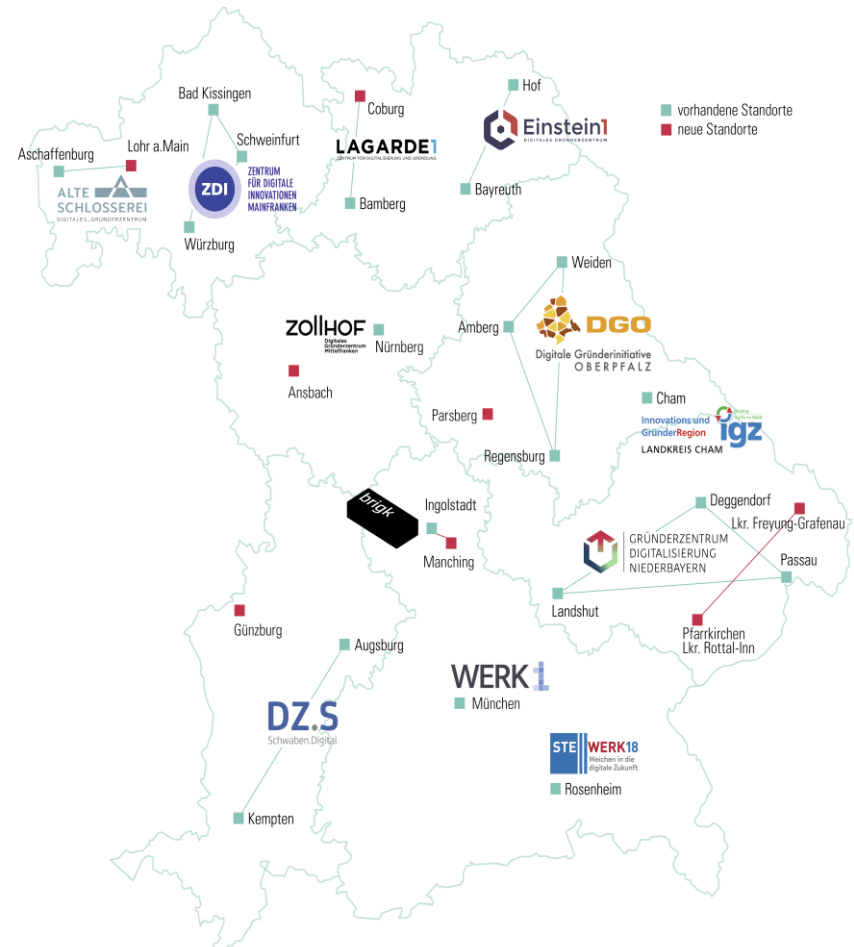 Hof
Bad Kissingen
Coburg
vorhandene Standorte
neue Standorte
Einstein1
DIGITALES GRÜNDERZENTRUM
Schweinfurt
Lohr a.Main
Aschaffenburg
LAGARDE1
ZENTRUM FÜR DIGITALISIERUNG UND GRÜNDUNG
ZDI
ZENTRUM
FÜR DIGITALE
INNOVATIONEN
MAINFRANKEN
ALTE
SCHLOSSEREI
DIGITALES_GRÜNDERZENTRUM
Bayreuth
Bamberg
Würzburg
Weiden
ZOllHOF
Digitales
Gründerzentrum
Mittelfranken
Nürnberg
Amberg
DGO
Digitale Gründerinitiative
OBERPFALZ
Ansbach
Cham
Parsberg
Innovations und
GründerRegion
LANDKREIS CHAM
igz
Regensburg
brigk
Ingolstadt
Manching
Deggendorf
Lkr. Freyung-Grafenau
GRÜNDERZENTRUM
DIGITALISIERUNG
NIEDERBAYERN
Passau
Landshut
Günzburg
Pfarrkirchen
Lkr. Rottal-Inn
Augsburg
WERK1
München
DZ.S
Schwaben.Digital
STE WERK18
Weichen in die
digitale Zukunft
Rosenheim
Kempten